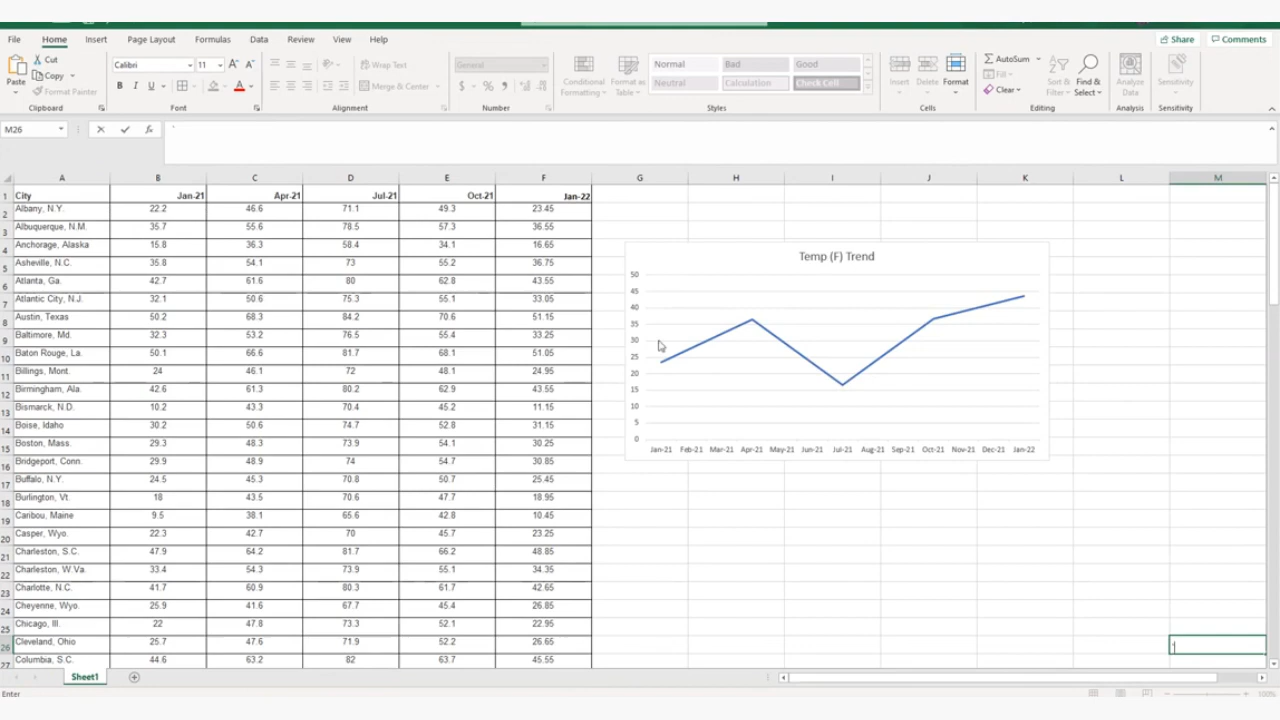 File Home Insert Page Layout Formulas Data Review View Help Share Comments
Paste Cut Copy Format Painter Clipboard
Calibri 11 B I U A Font
Wrap Text Merge & Center Alignment
General $ % Number
Conditional Formatting Format as Table
Normal Bad Good
Neutral Calculation Check Cell
Styles
Insert Delete Format Cells
AutoSum Fill Clear Sort & Filter Find & Select Editing
Analyze Data Analysis
Sensitivity Sensitivity
M26 fx `
A B C D E F G H I J K L M
1 City Jan-21 Apr-21 Jul-21 Oct-21 Jan-22
2 Albany, N.Y. 22.2 46.6 71.1 49.3 23.45
3 Albuquerque, N.M. 35.7 55.6 78.5 57.3 36.55
4 Anchorage, Alaska 15.8 36.3 58.4 34.1 16.65
5 Asheville, N.C. 35.8 54.1 73 55.2 36.75
6 Atlanta, Ga. 42.7 61.6 80 62.8 43.55
7 Atlantic City, N.J. 32.1 50.6 75.3 55.1 33.05
8 Austin, Texas 50.2 68.3 84.2 70.6 51.15
9 Baltimore, Md. 32.3 53.2 76.5 55.4 33.25
10 Baton Rouge, La. 50.1 66.6 81.7 68.1 51.05
11 Billings, Mont. 24 46.1 72 48.1 24.95
12 Birmingham, Ala. 42.6 61.3 80.2 62.9 43.55
13 Bismarck, N.D. 10.2 43.3 70.4 45.2 11.15
14 Boise, Idaho 30.2 50.6 74.7 52.8 31.15
15 Boston, Mass. 29.3 48.3 73.9 54.1 30.25
16 Bridgeport, Conn. 29.9 48.9 74 54.7 30.85
17 Buffalo, N.Y. 24.5 45.3 70.8 50.7 25.45
18 Burlington, Vt. 18 43.5 70.6 47.7 18.95
19 Caribou, Maine 9.5 38.1 65.6 42.8 10.45
20 Casper, Wyo. 22.3 42.7 70 45.7 23.25
21 Charleston, S.C. 47.9 64.2 81.7 66.2 48.85
22 Charleston, W.Va. 33.4 54.3 73.9 55.1 34.35
23 Charlotte, N.C. 41.7 60.9 80.3 61.7 42.65
24 Cheyenne, Wyo. 25.9 41.6 67.7 45.4 26.85
25 Chicago, Ill. 22 47.8 73.3 52.1 22.95
26 Cleveland, Ohio 25.7 47.6 71.9 52.2 26.65
27 Columbia, S.C. 44.6 63.2 82 63.7 45.55
Temp (F) Trend
50
45
40
35
30
25
20
15
10
5
0
Jan-21 Feb-21 Mar-21 Apr-21 May-21 Jun-21 Jul-21 Aug-21 Sep-21 Oct-21 Nov-21 Dec-21 Jan-22
Sheet1
Enter 100%